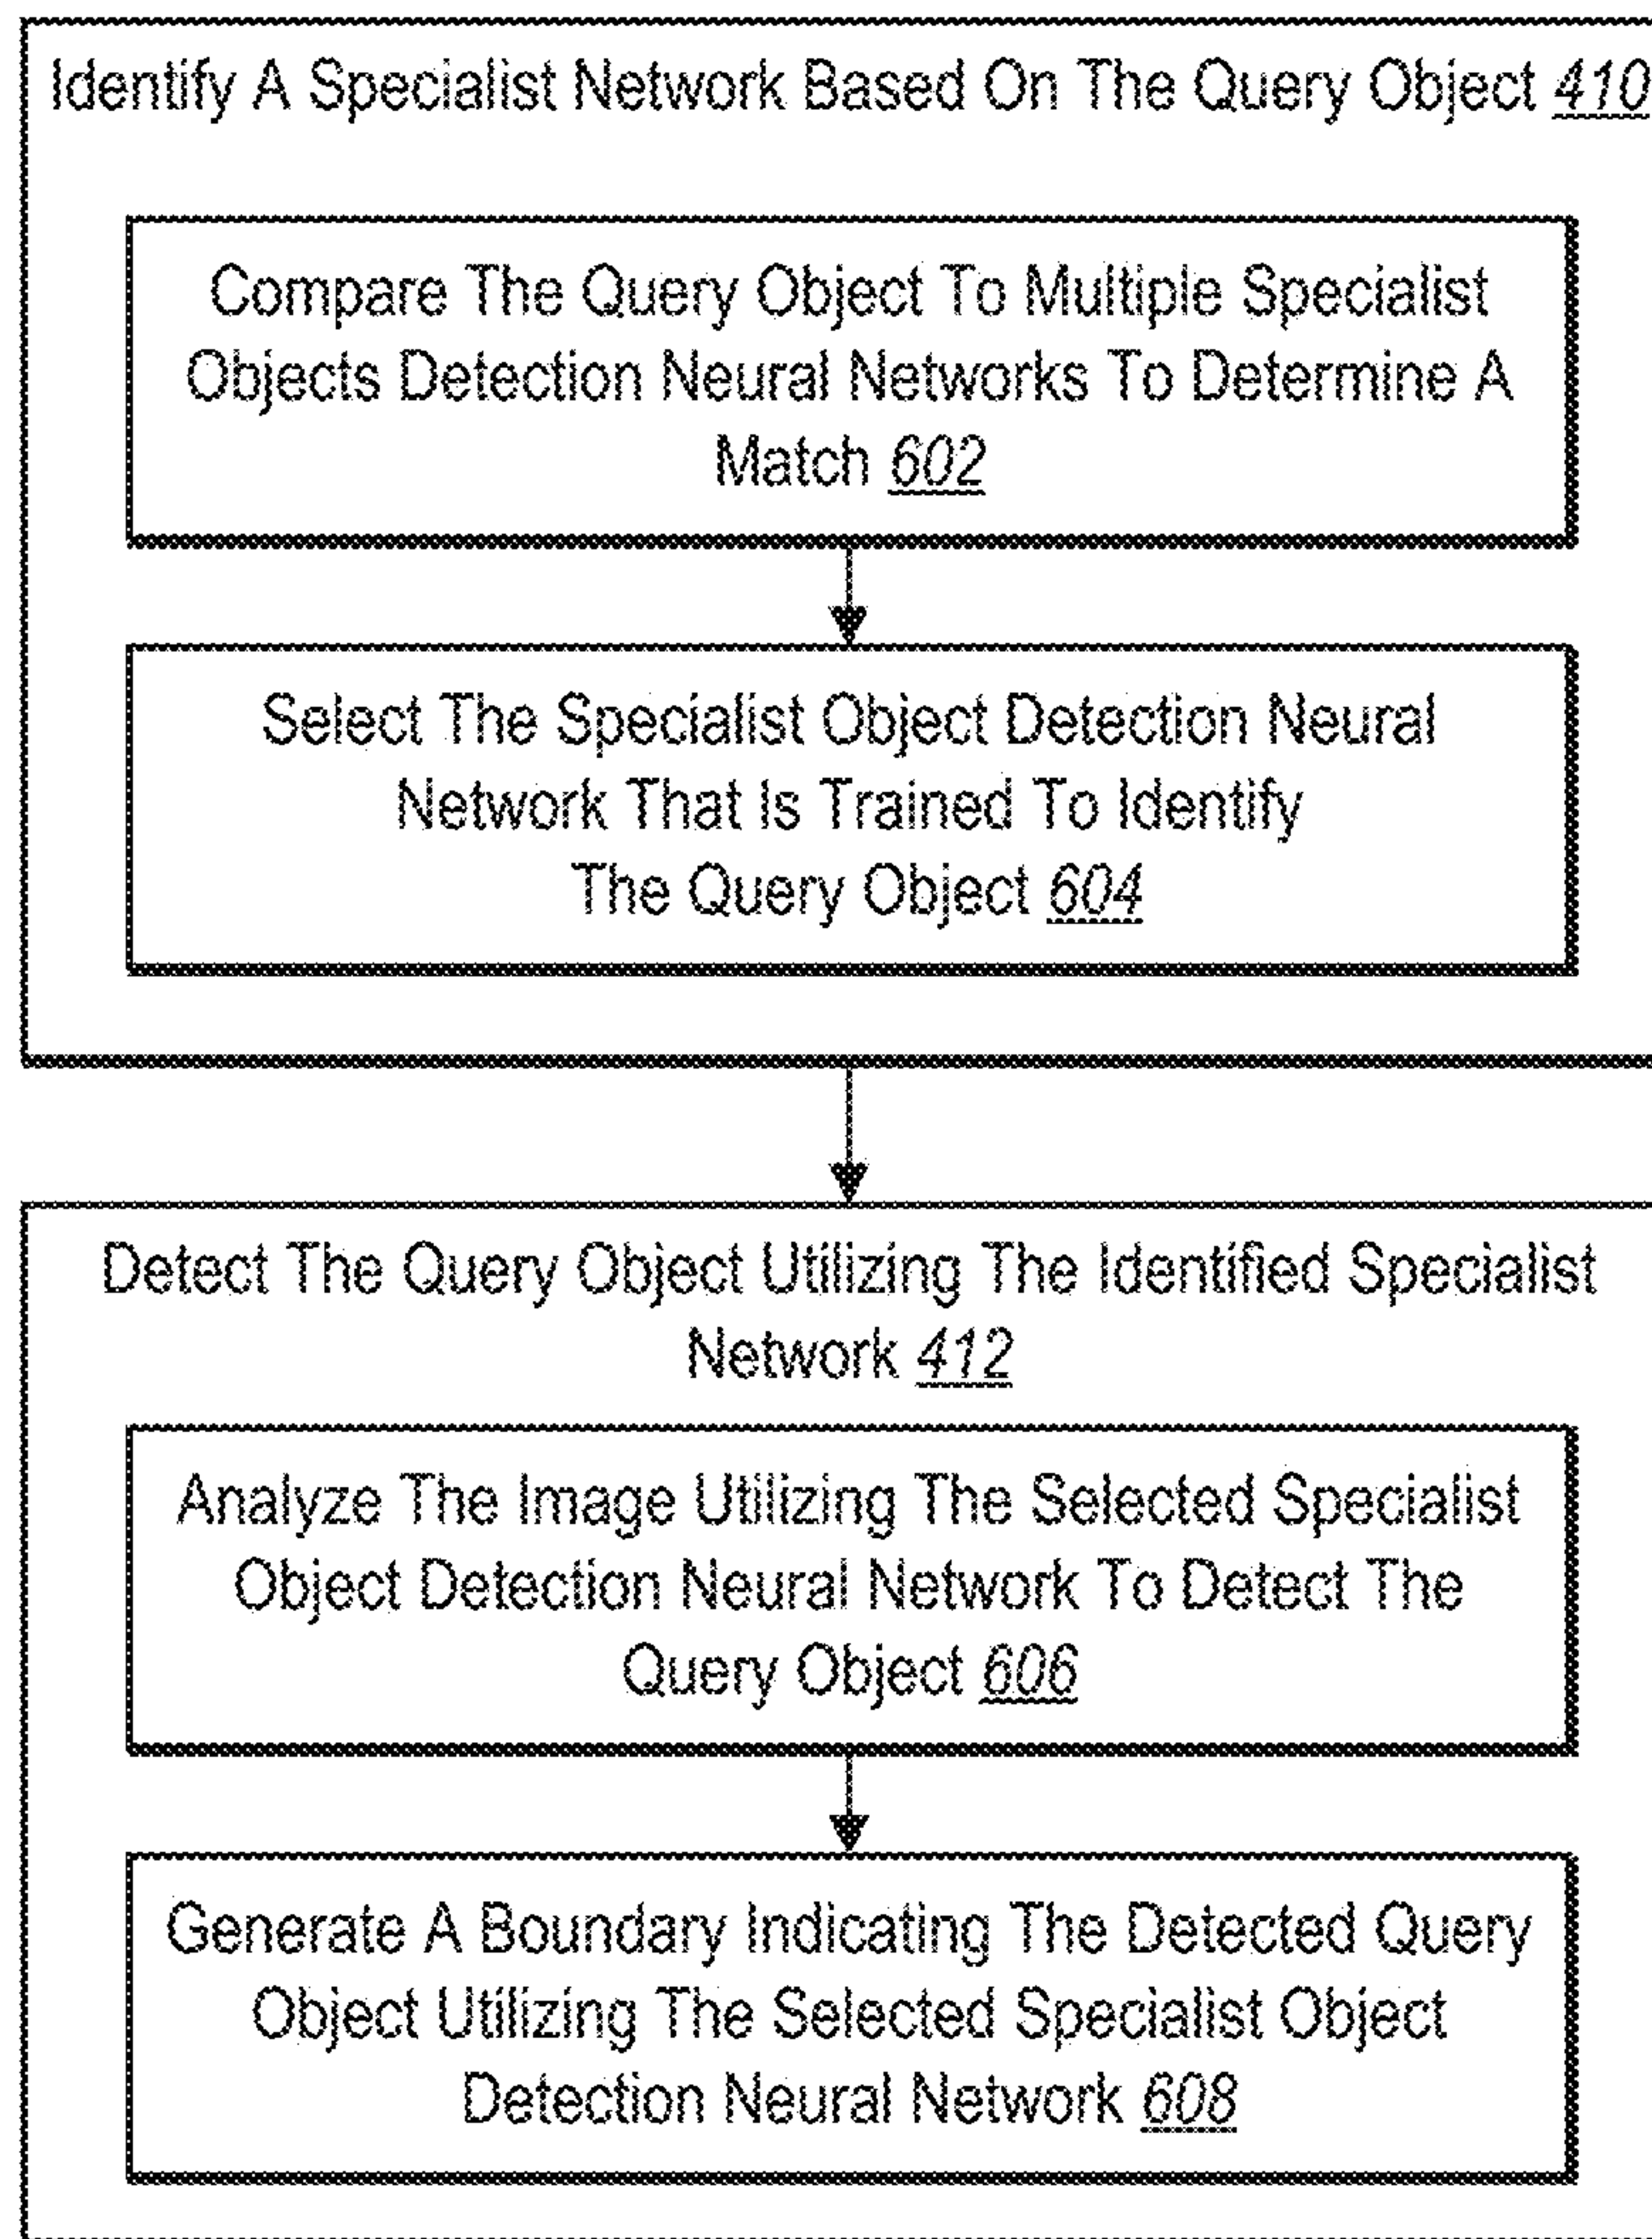 Identify A Specialist Network Based On The Query Object 410
Compare The Query Object To Multiple Specialist
Objects Detection Neural Networks To Determine A
Match 602
Select The Specialist Object Detection Neural
Network That Is Trained To Identify
The Query Object 604
Detect The Query Object Utilizing The Identified Specialist
Network 412
Analyze The Image Utilizing The Selected Specialist
Object Detection Neural Network To Detect The
Query Object 606
Generate A Boundary Indicating The Detected Query
Object Utilizing The Selected Specialist Object
Detection Neural Network 608